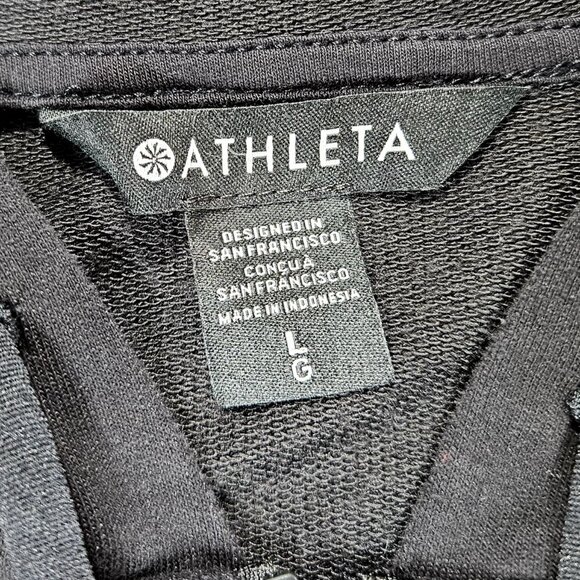 ATHLETA
DESIGNED IN
SAN FRANCISCO
CONÇU À
SAN FRANCISCO
MADE IN INDONESIA
L
G